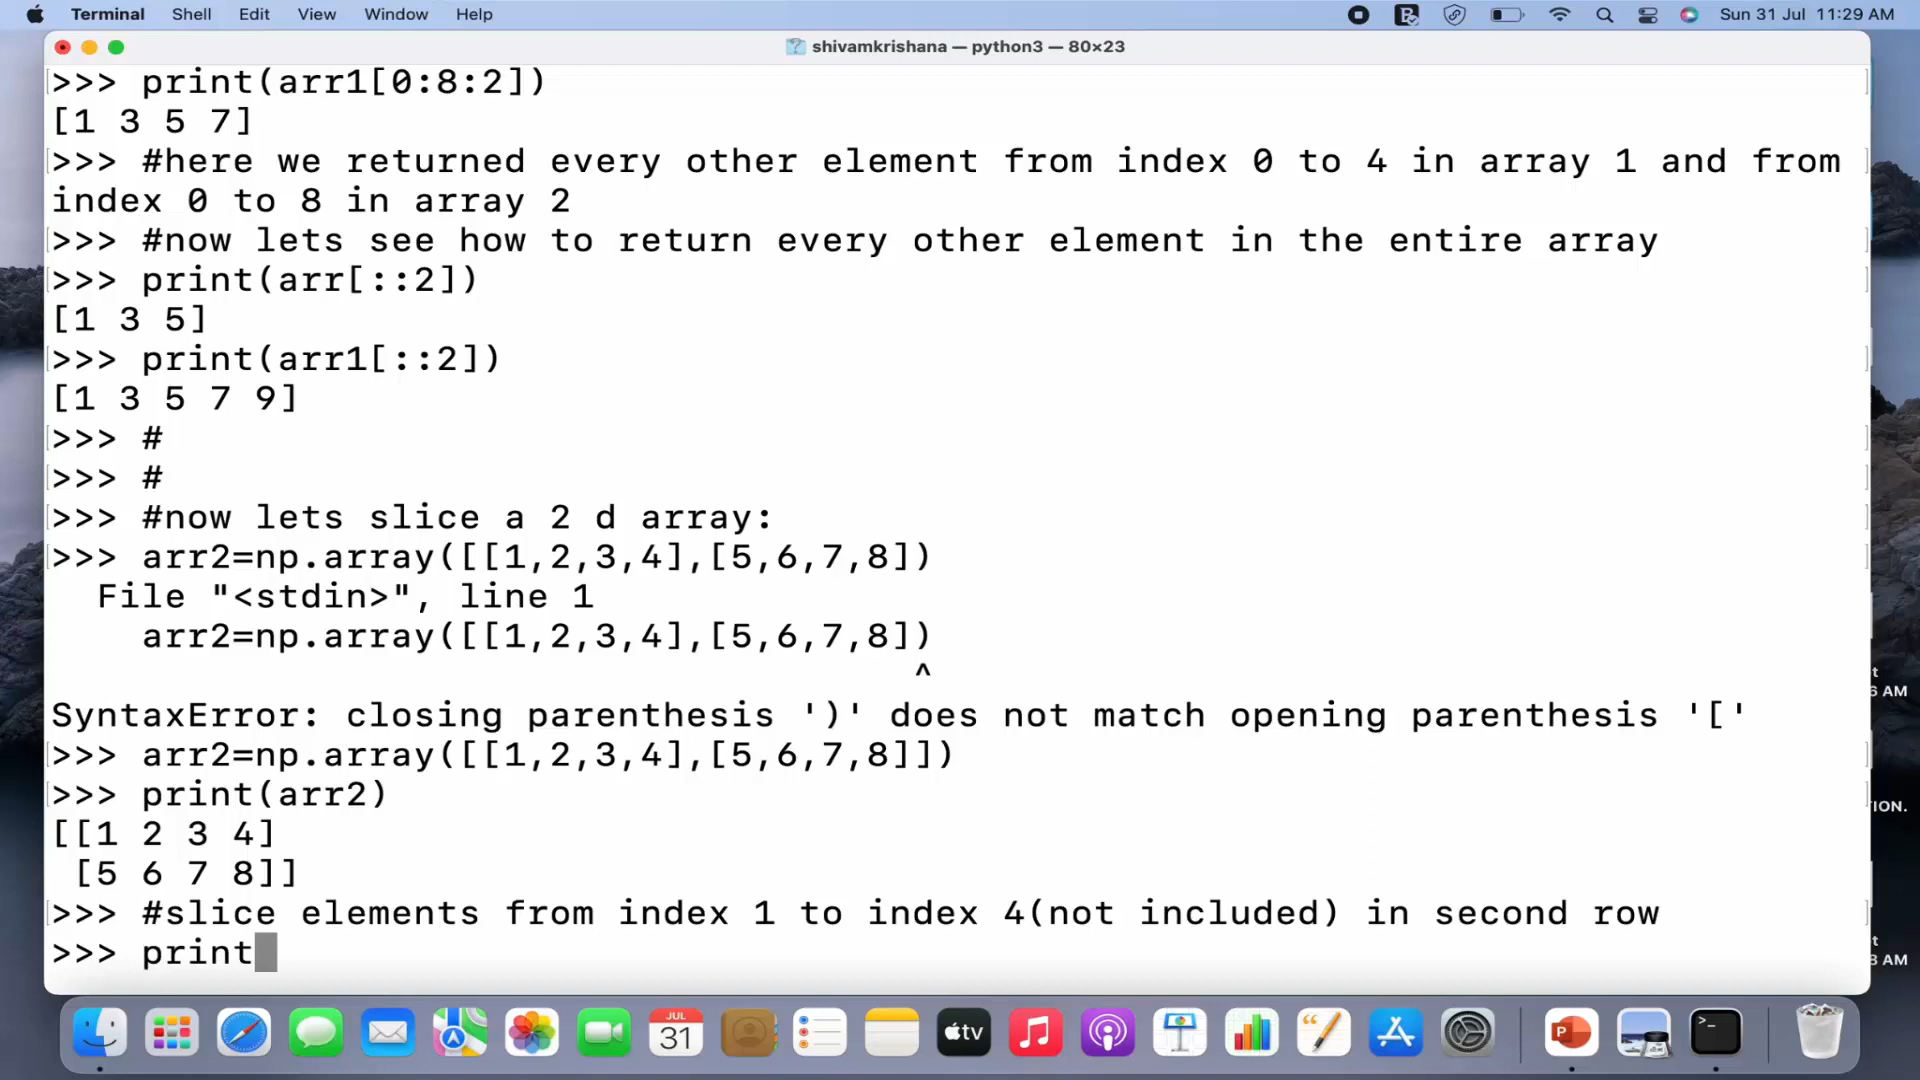 Terminal Shell Edit View Window Help Sun 31 Jul 11:29 AM
shivamkrishana — python3 — 80×23
>>> print(arr1[0:8:2])
[1 3 5 7]
>>> #here we returned every other element from index 0 to 4 in array 1 and from
index 0 to 8 in array 2
>>> #now lets see how to return every other element in the entire array
>>> print(arr[::2])
[1 3 5]
>>> print(arr1[::2])
[1 3 5 7 9]
>>> #
>>> #
>>> #now lets slice a 2 d array:
>>> arr2=np.array([[1,2,3,4],[5,6,7,8])
  File "<stdin>", line 1
    arr2=np.array([[1,2,3,4],[5,6,7,8])
                                      ^
SyntaxError: closing parenthesis ')' does not match opening parenthesis '['
>>> arr2=np.array([[1,2,3,4],[5,6,7,8]])
>>> print(arr2)
[[1 2 3 4]
 [5 6 7 8]]
>>> #slice elements from index 1 to index 4(not included) in second row
>>> print
JUL
31
tv